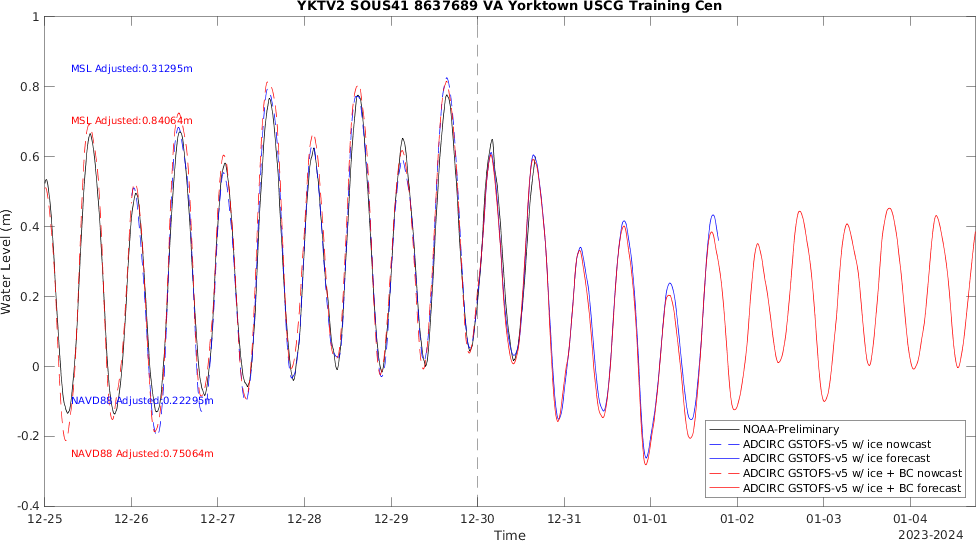 YKTV2 SOUS41 8637689 VA Yorktown USCG Training Cen
1
0.8
0.6
0.4
0.2
0
-0.2
-0.4
Water Level (m)
MSL Adjusted:0.31295m
MSL Adjusted:0.84064m
NAVD88 Adjusted:0.22295m
NAVD88 Adjusted:0.75064m
NOAA-Preliminary
ADCIRC GSTOFS-v5 w/ ice nowcast
ADCIRC GSTOFS-v5 w/ ice forecast
ADCIRC GSTOFS-v5 w/ ice + BC nowcast
ADCIRC GSTOFS-v5 w/ ice + BC forecast
12-25 12-26 12-27 12-28 12-29 12-30 12-31 01-01 01-02 01-03 01-04
Time
2023-2024